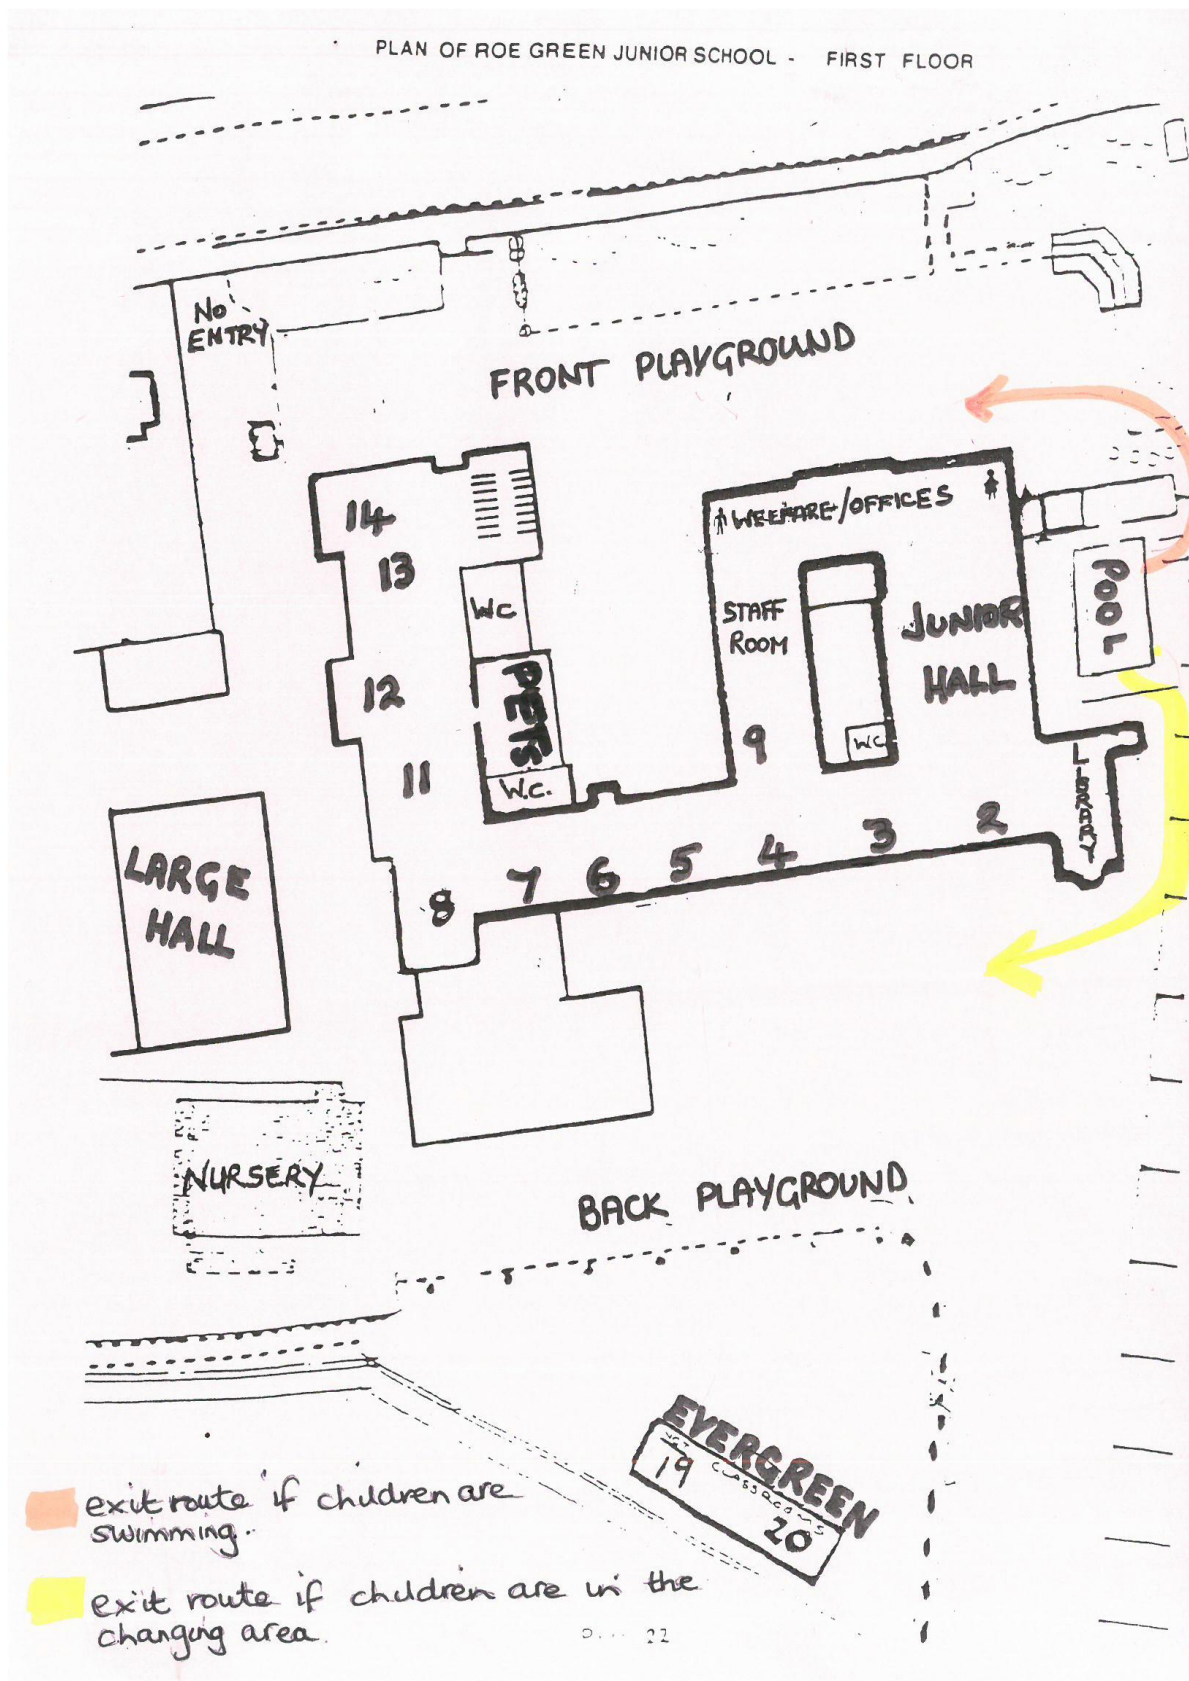 PLAN OF ROE GREEN JUNIOR SCHOOL - FIRST FLOOR
NO
ENTRY
FRONT PLAYGROUND
14
13
WC
12
PETS
11
W.C.
WELFARE/OFFICES
STAFF
ROOM
JUNIOR
HALL
POOL
9
WC
LIBRARY
2
3
4
5
6
7
8
LARGE
HALL
NURSERY
BACK PLAYGROUND
EVERGREEN
CLASSROOMS
19
20
exit route if children are
swimming.
exit route if children are in the
changing area.
22